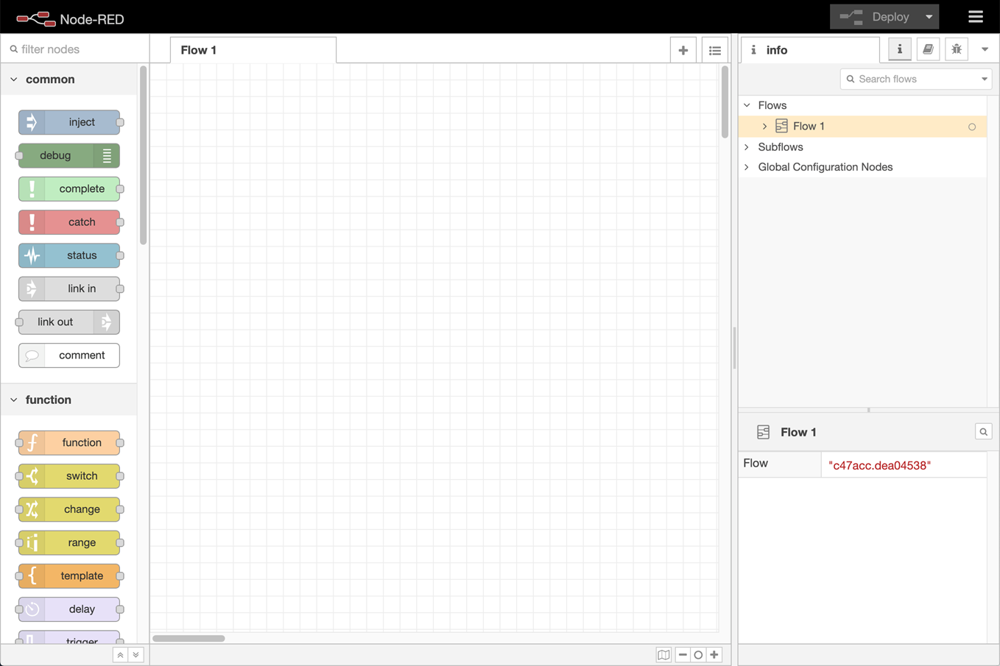 Node-RED
Deploy
filter nodes
Flow 1
info
common
Search flows
inject
debug
complete
catch
status
link in
link out
comment
function
function
switch
change
range
template
delay
trigger
Flows
Flow 1
Subflows
Global Configuration Nodes
Flow 1
Flow
"c47acc.dea04538"